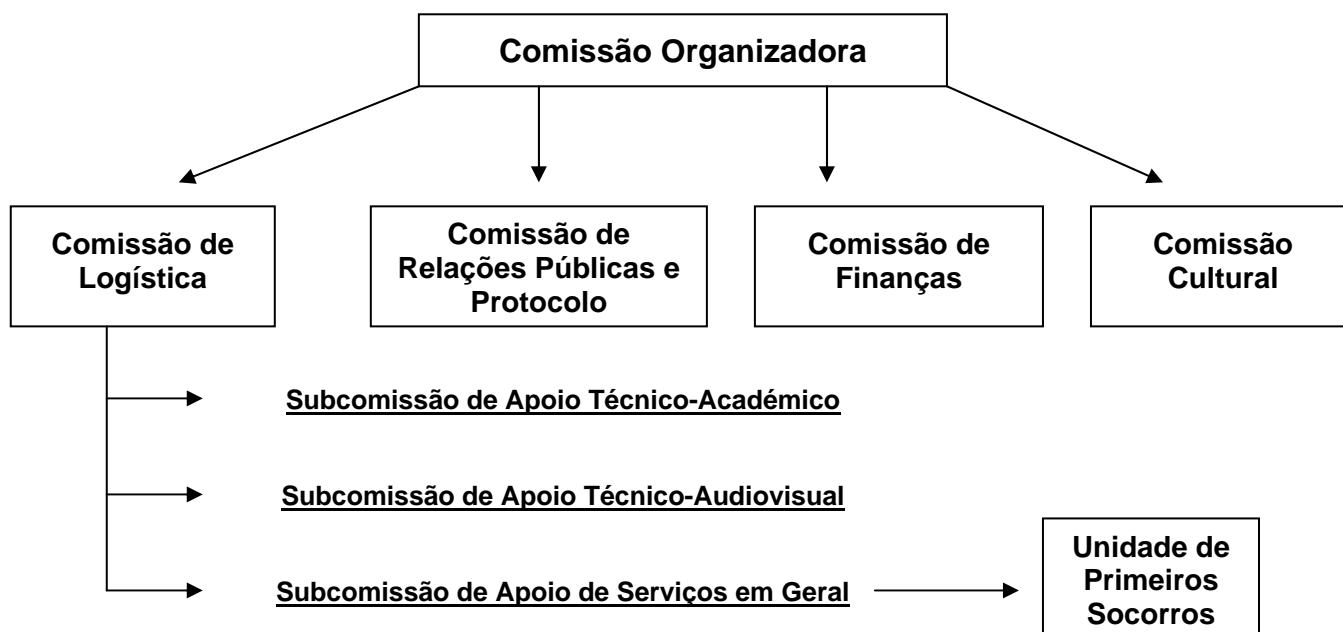 Comissão Organizadora
Comissão de
Logística
Comissão de
Relações Públicas e
Protocolo
Comissão de
Finanças
Comissão
Cultural
Subcomissão de Apoio Técnico-Académico
Subcomissão de Apoio Técnico-Audiovisual
Subcomissão de Apoio de Serviços em Geral
Unidade de
Primeiros
Socorros